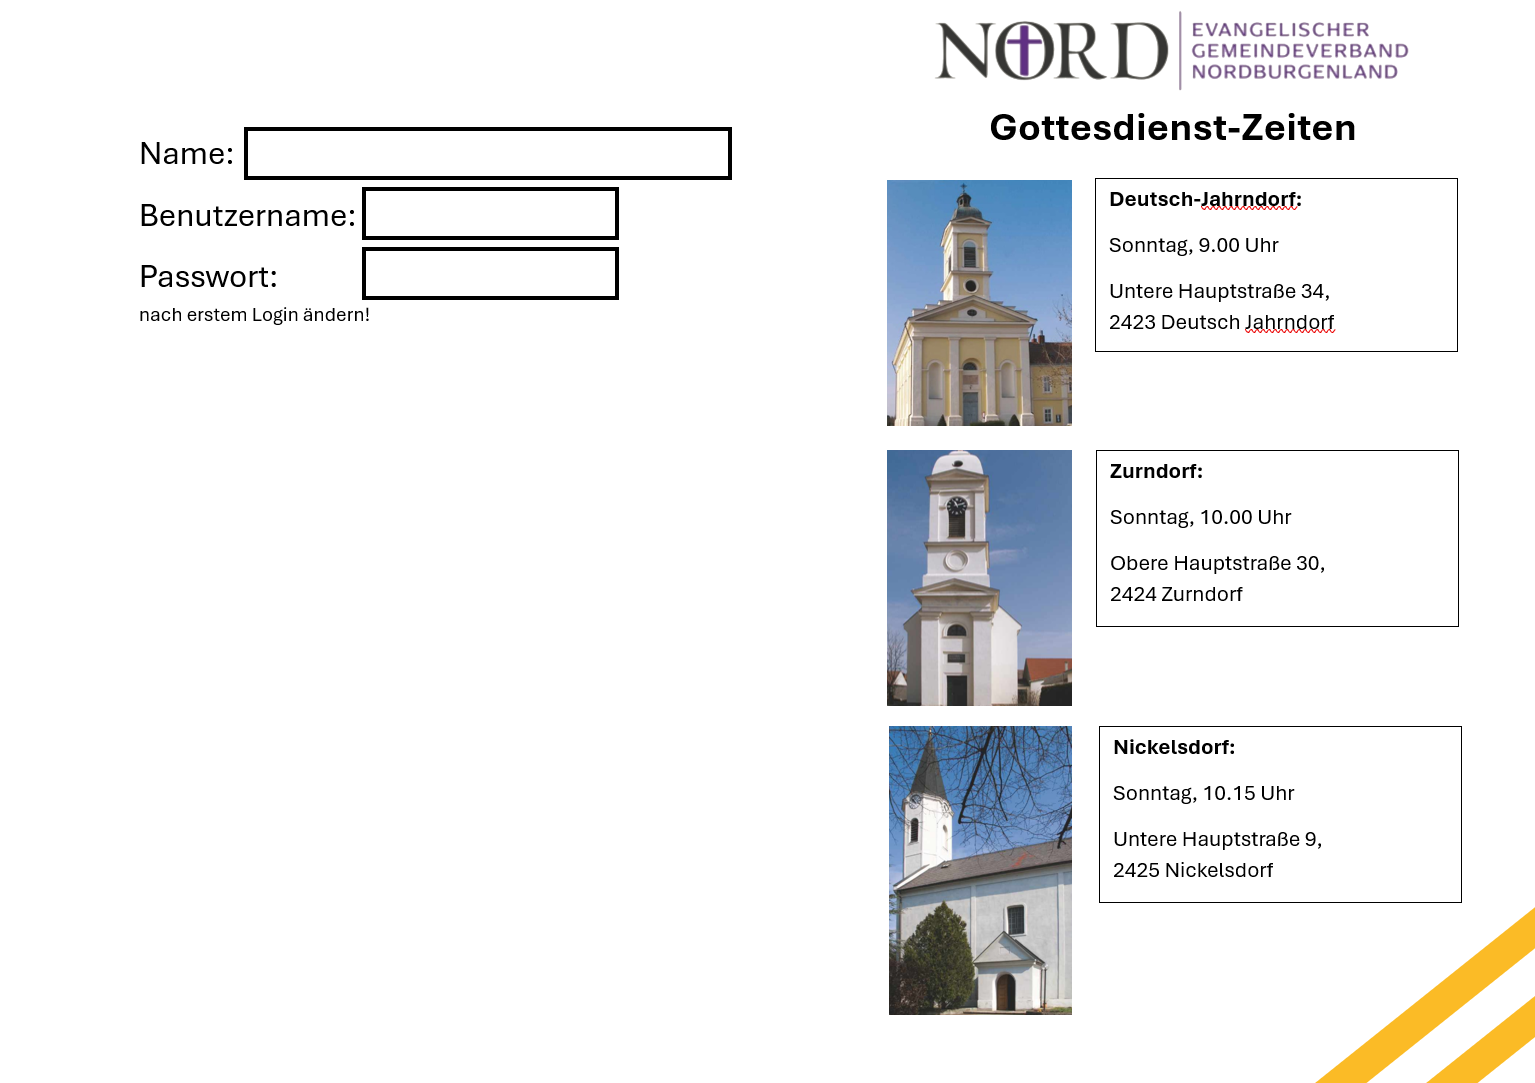 Name:
Benutzername:
Passwort:
nach erstem Login ändern!
NORD
EVANGELISCHER
GEMEINDEVERBAND
NORDBURGENLAND
Gottesdienst-Zeiten
Deutsch-Jahrndorf:
Sonntag, 9.00 Uhr
Untere Hauptstraße 34,
2423 Deutsch Jahrndorf
Zurndorf:
Sonntag, 10.00 Uhr
Obere Hauptstraße 30,
2424 Zurndorf
Nickelsdorf:
Sonntag, 10.15 Uhr
Untere Hauptstraße 9,
2425 Nickelsdorf